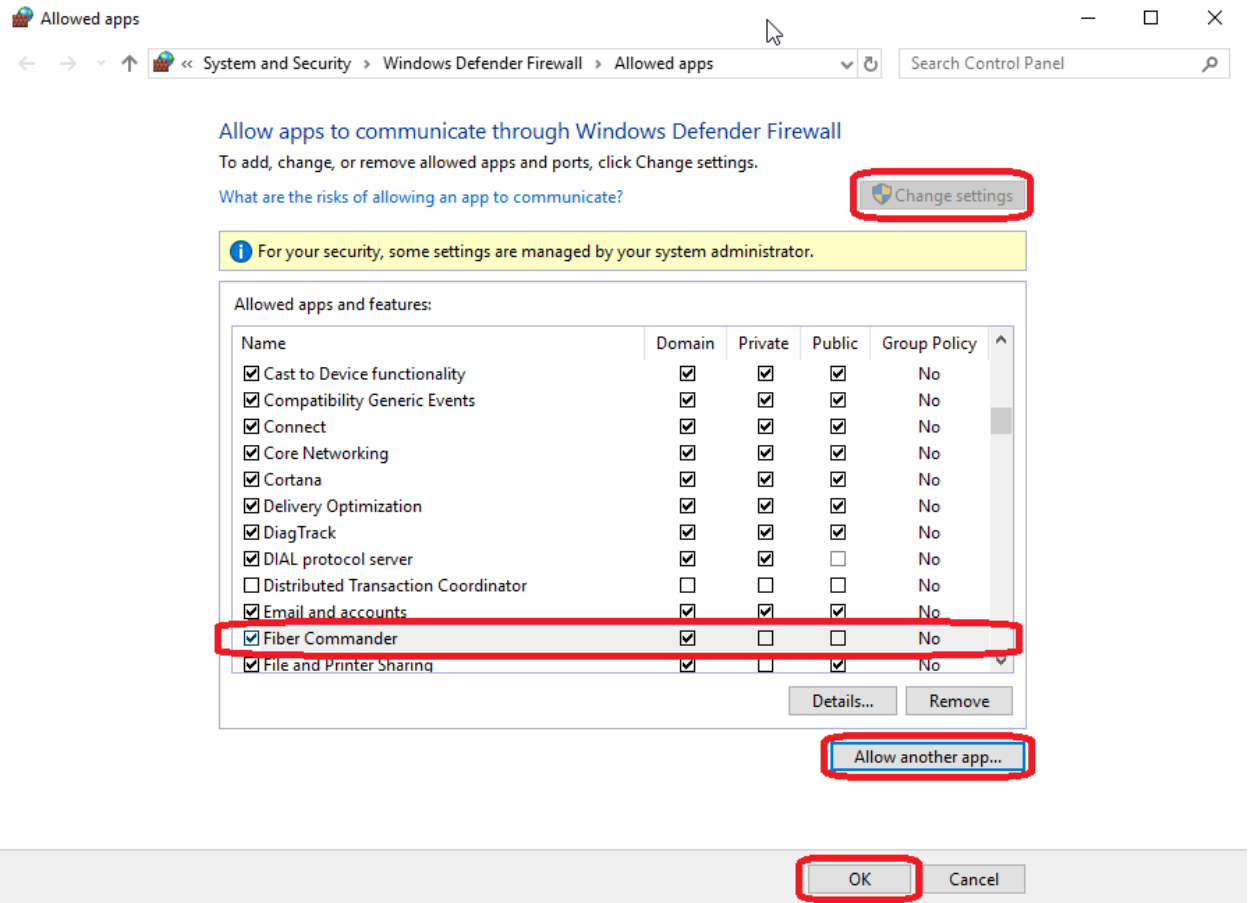 Allowed apps
« System and Security > Windows Defender Firewall > Allowed apps
Search Control Panel
Allow apps to communicate through Windows Defender Firewall
To add, change, or remove allowed apps and ports, click Change settings.
What are the risks of allowing an app to communicate?
Change settings
For your security, some settings are managed by your system administrator.
Allowed apps and features:
Name Domain Private Public Group Policy
Cast to Device functionality No
Compatibility Generic Events No
Connect No
Core Networking No
Cortana No
Delivery Optimization No
DiagTrack No
DIAL protocol server No
Distributed Transaction Coordinator No
Email and accounts No
Fiber Commander No
File and Printer Sharing No
Details... Remove
Allow another app...
OK Cancel